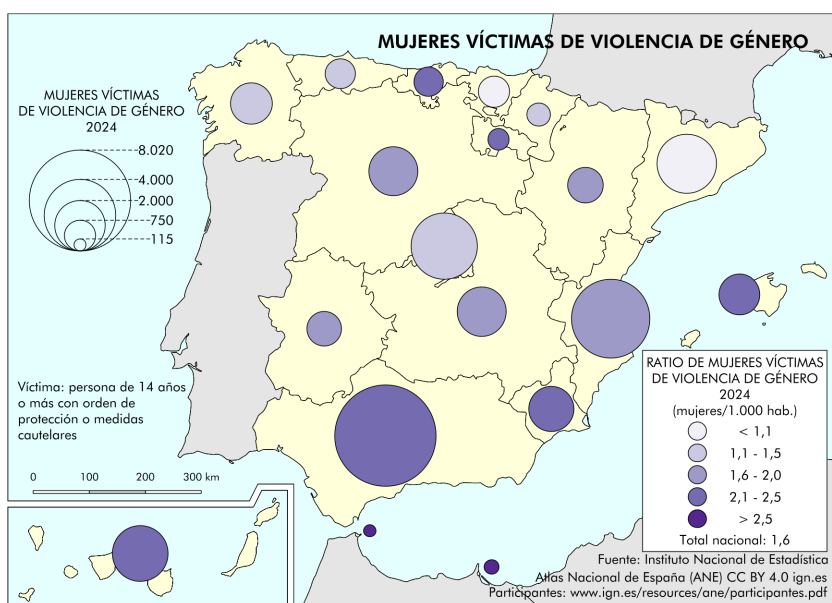 MUJERES VÍCTIMAS DE VIOLENCIA DE GÉNERO
MUJERES VÍCTIMAS
DE VIOLENCIA DE GÉNERO
2024
8.020
4.000
2.000
750
115
Víctima: persona de 14 años
o más con orden de
protección o medidas
cautelares
0 100 200 300 km
RATIO DE MUJERES VÍCTIMAS
DE VIOLENCIA DE GÉNERO
2024
(mujeres/1.000 hab.)
< 1,1
1,1 - 1,5
1,6 - 2,0
2,1 - 2,5
> 2,5
Total nacional: 1,6
Fuente: Instituto Nacional de Estadística
Atlas Nacional de España (ANE) CC BY 4.0 ign.es
Participantes: www.ign.es/resources/ane/participantes.pdf